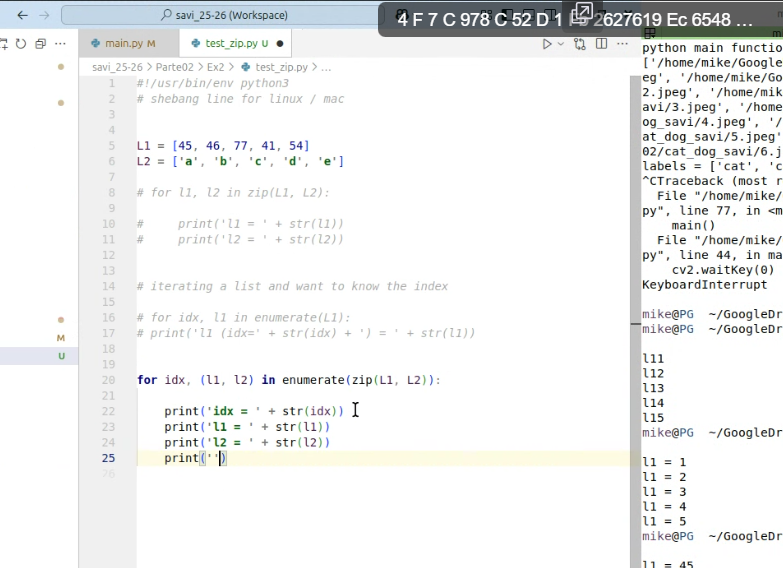 savi_25-26 (Workspace)
F 7 C 978 C 52 D 1 F5 2627619 Ec 6548 ...
main.py M
test_zip.py U
savi_25-26 > Parte02 > Ex2 > test_zip.py > ...
M
U
1 #!/usr/bin/env python3
2 # shebang line for linux / mac
3
4
5 L1 = [45, 46, 77, 41, 54]
6 L2 = ['a', 'b', 'c', 'd', 'e']
7
8 # for l1, l2 in zip(L1, L2):
9
10 #     print('l1 = ' + str(l1))
11 #     print('l2 = ' + str(l2))
12
13
14 # iterating a list and want to know the index
15
16 # for idx, l1 in enumerate(L1):
17 # print('l1 (idx=' + str(idx) + ') = ' + str(l1))
18
19
20 for idx, (l1, l2) in enumerate(zip(L1, L2)):
21
22     print('idx = ' + str(idx))
23     print('l1 = ' + str(l1))
24     print('l2 = ' + str(l2))
25     print('')
26
python main functio
['/home/mike/Google
eg', '/home/mike/Go
2.jpeg', '/home/mik
avi/3.jpeg', '/home
og_savi/4.jpeg', '/
at_dog_savi/5.jpeg'
02/cat_dog_savi/6.j
labels = ['cat', 'c
^CTraceback (most r
File "/home/mike/
py", line 77, in <m
main()
File "/home/mike/
py", line 44, in ma
cv2.waitKey(0)
KeyboardInterrupt
mike@PG ~/GoogleDr
mike@PG ~/GoogleDr
l11
l12
l13
l14
l15
mike@PG ~/GoogleDr
l1 = 1
l1 = 2
l1 = 3
l1 = 4
l1 = 5
mike@PG ~/GoogleDr
l1 = 45